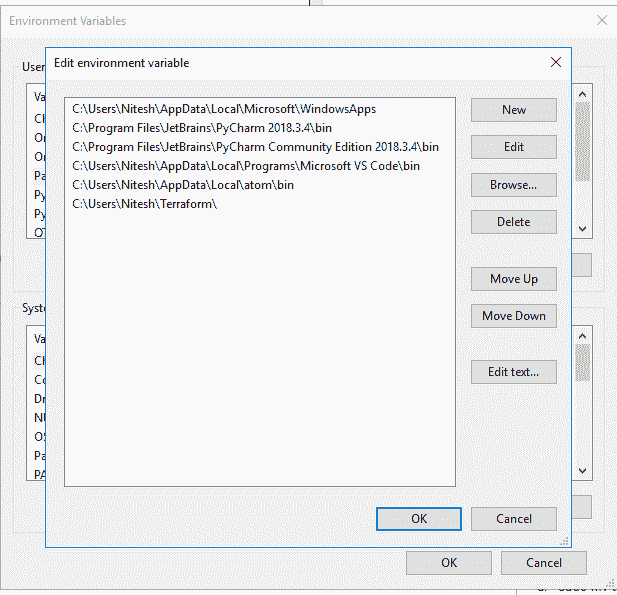 Environment Variables
Edit environment variable
User
Va
Ch
On
On
Pa
Py
Py
OT
C:\Users\Nitesh\AppData\Local\Microsoft\WindowsApps
C:\Program Files\JetBrains\PyCharm 2018.3.4\bin
C:\Program Files\JetBrains\PyCharm Community Edition 2018.3.4\bin
C:\Users\Nitesh\AppData\Local\Programs\Microsoft VS Code\bin
C:\Users\Nitesh\AppData\Local\atom\bin
C:\Users\Nitesh\Terraform\
New
Edit
Browse...
Delete
Move Up
Move Down
Edit text...
Syste
Va
Ch
Co
Dr
NU
OS
Pa
PA
OK
Cancel
OK
Cancel